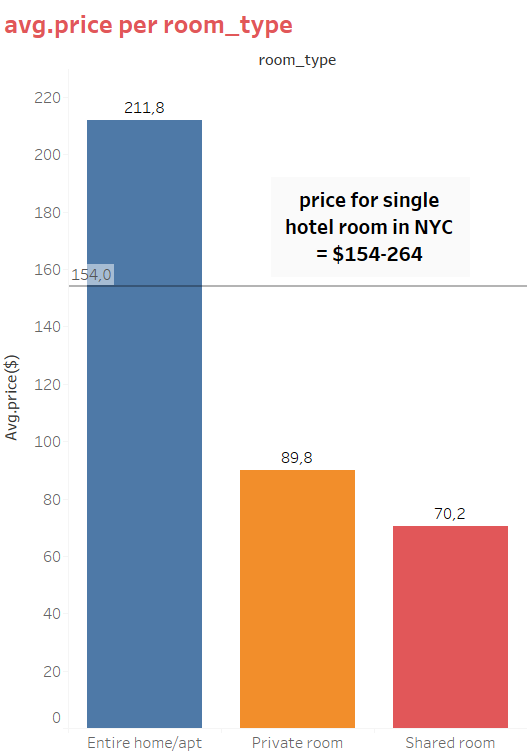 avg.price per room_type
room_type
220
200
180
160
140
120
100
80
60
40
20
0
Avg.price($)
211,8
154,0
price for single
hotel room in NYC
= $154-264
89,8
70,2
Entire home/apt
Private room
Shared room